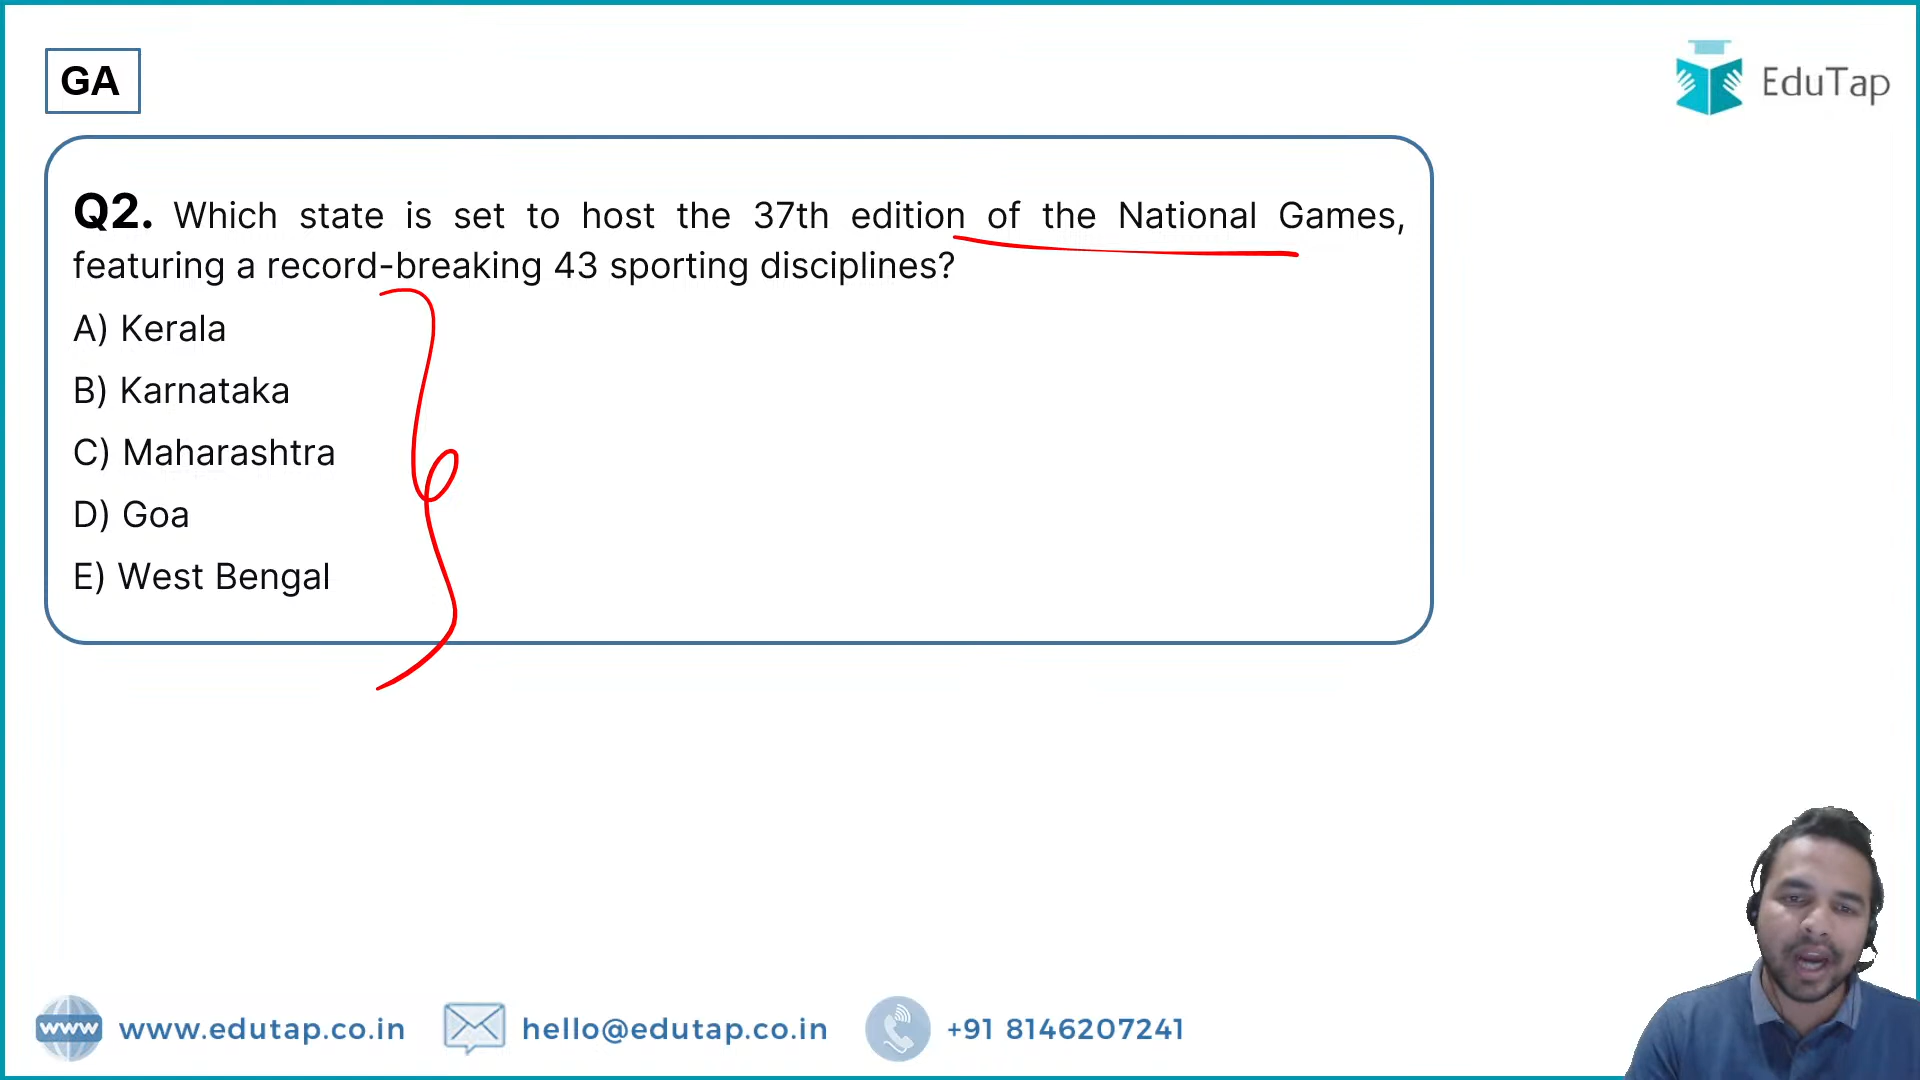 GA
EduTap
Q2. Which state is set to host the 37th edition of the National Games,
featuring a record-breaking 43 sporting disciplines?
A) Kerala
B) Karnataka
C) Maharashtra
D) Goa
E) West Bengal
www www.edutap.co.in hello@edutap.co.in +91 8146207241